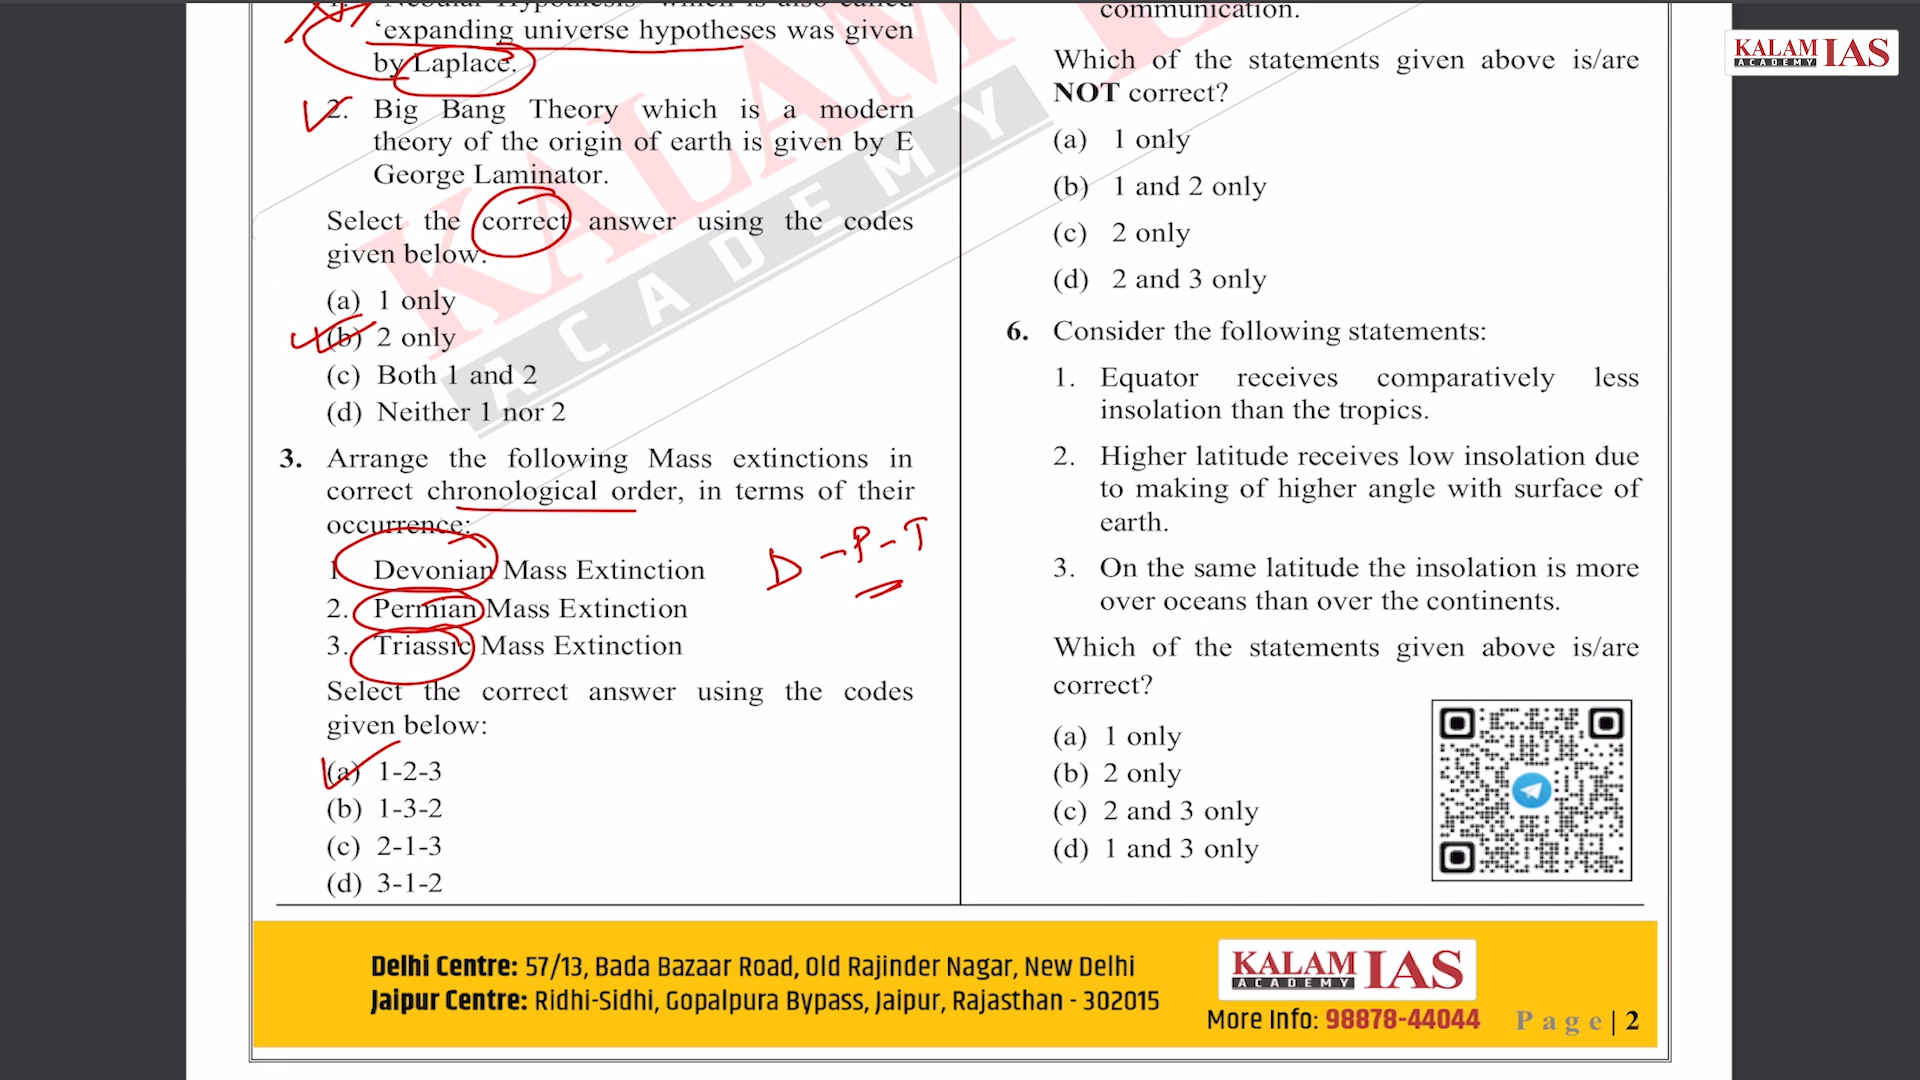 1. 'Nebular Hypothesis' which is also called
'expanding universe hypotheses was given
by Laplace.
2. Big Bang Theory which is a modern
theory of the origin of earth is given by E
George Laminator.
Select the correct answer using the codes
given below:
(a) 1 only
(b) 2 only
(c) Both 1 and 2
(d) Neither 1 nor 2
3. Arrange the following Mass extinctions in
correct chronological order, in terms of their
occurrence:
1. Devonian Mass Extinction
2. Permian Mass Extinction
3. Triassic Mass Extinction
D - P - T
Select the correct answer using the codes
given below:
(a) 1-2-3
(b) 1-3-2
(c) 2-1-3
(d) 3-1-2
communication.
Which of the statements given above is/are
NOT correct?
(a) 1 only
(b) 1 and 2 only
(c) 2 only
(d) 2 and 3 only
6. Consider the following statements:
1. Equator receives comparatively less
insolation than the tropics.
2. Higher latitude receives low insolation due
to making of higher angle with surface of
earth.
3. On the same latitude the insolation is more
over oceans than over the continents.
Which of the statements given above is/are
correct?
(a) 1 only
(b) 2 only
(c) 2 and 3 only
(d) 1 and 3 only
KALAM IAS
ACADEMY
KALAM
ACADEMY
Delhi Centre: 57/13, Bada Bazaar Road, Old Rajinder Nagar, New Delhi
Jaipur Centre: Ridhi-Sidhi, Gopalpura Bypass, Jaipur, Rajasthan - 302015
KALAM IAS
ACADEMY
More Info: 98878-44044
Page | 2